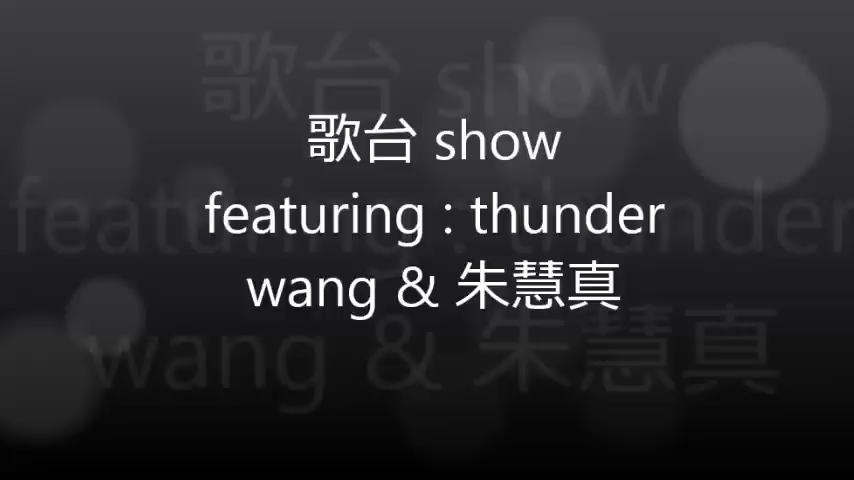 歌台 show
featuring : thunder
wang & 朱慧真